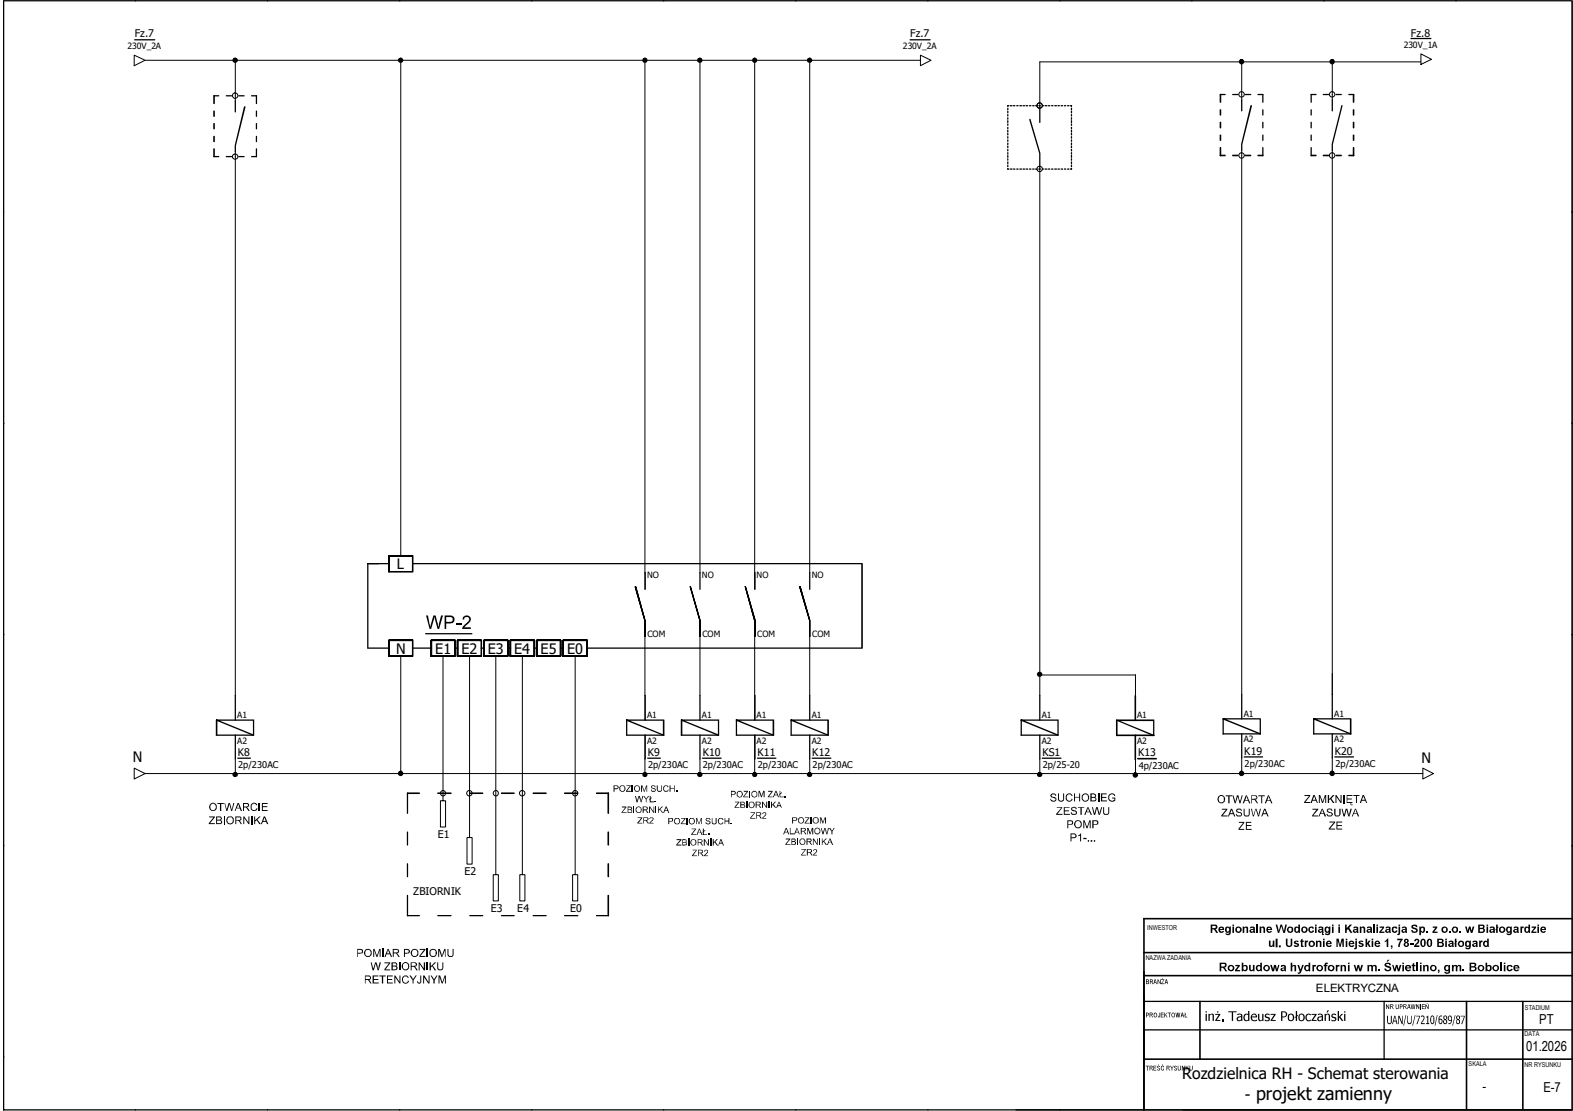 Fz.7
230V_2A
Fz.7
230V_2A
Fz.8
230V_1A
L
NO
NO
NO
NO
WP-2
COM
COM
COM
COM
N
E1
E2
E3
E4
E5
E0
A1
A2
K8
2p/230AC
A1
A2
K9
2p/230AC
A1
A2
K10
2p/230AC
A1
A2
K11
2p/230AC
A1
A2
K12
2p/230AC
A1
A2
KS1
2p/25-20
A1
A2
K13
4p/230AC
A1
A2
K19
2p/230AC
A1
A2
K20
2p/230AC
N
N
OTWARCIE
ZBIORNIKA
E1
E2
E3
E4
E0
ZBIORNIK
POMIAR POZIOMU
W ZBIORNIKU
RETENCYJNYM
POZIOM SUCH.
WYŁ.
ZBIORNIKA
ZR2
POZIOM SUCH.
ZAŁ.
ZBIORNIKA
ZR2
POZIOM ZAŁ.
ZBIORNIKA
ZR2
POZIOM
ALARMOWY
ZBIORNIKA
ZR2
SUCHOBIEG
ZESTAWU
POMP
P1-...
OTWARTA
ZASUWA
ZE
ZAMKNIĘTA
ZASUWA
ZE
INWESTOR
Regionalne Wodociągi i Kanalizacja Sp. z o.o. w Białogardzie
ul. Ustronie Miejskie 1, 78-200 Białogard
NAZWA ZADANIA
Rozbudowa hydroforni w m. Świetlino, gm. Bobolice
BRANŻA
ELEKTRYCZNA
PROJEKTOWAŁ
inż. Tadeusz Połoczański
NR UPRAWNIEŃ
UAN/U/7210/689/87
STADIUM
PT
DATA
01.2026
TREŚĆ RYSUNKU
Rozdzielnica RH - Schemat sterowania
- projekt zamienny
SKALA
-
NR RYSUNKU
E-7